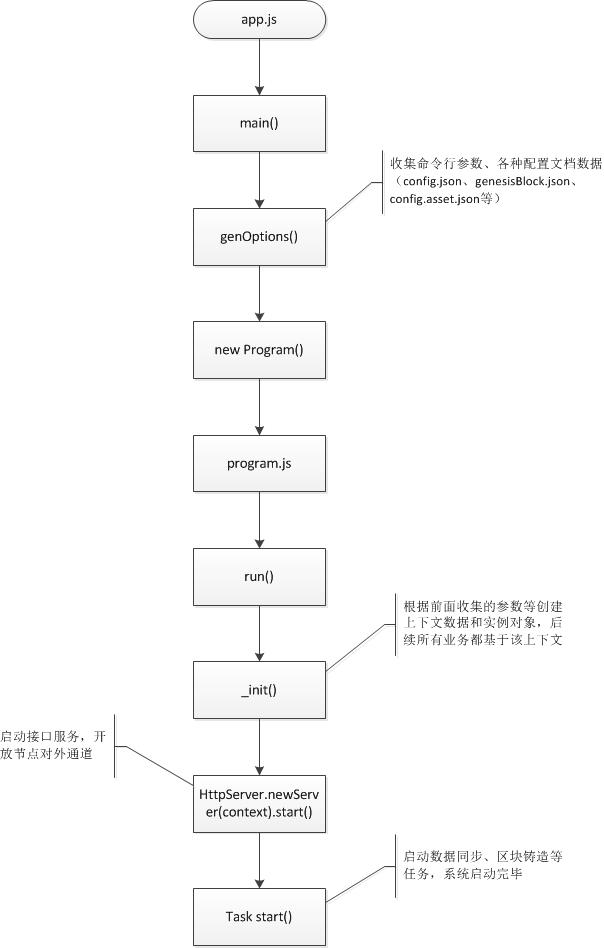 app.js
main()
收集命令行参数、各种配置文档数据
（config.json、genesisBlock.json、
config.asset.json等）
genOptions()
new Program()
program.js
run()
根据前面收集的参数等创建
上下文数据和实例对象，后
续所有业务都基于该上下文
_init()
启动接口服务，开
放节点对外通道
HttpServer.newServ
er(context).start()
启动数据同步、区块铸造等
任务，系统启动完毕
Task start()